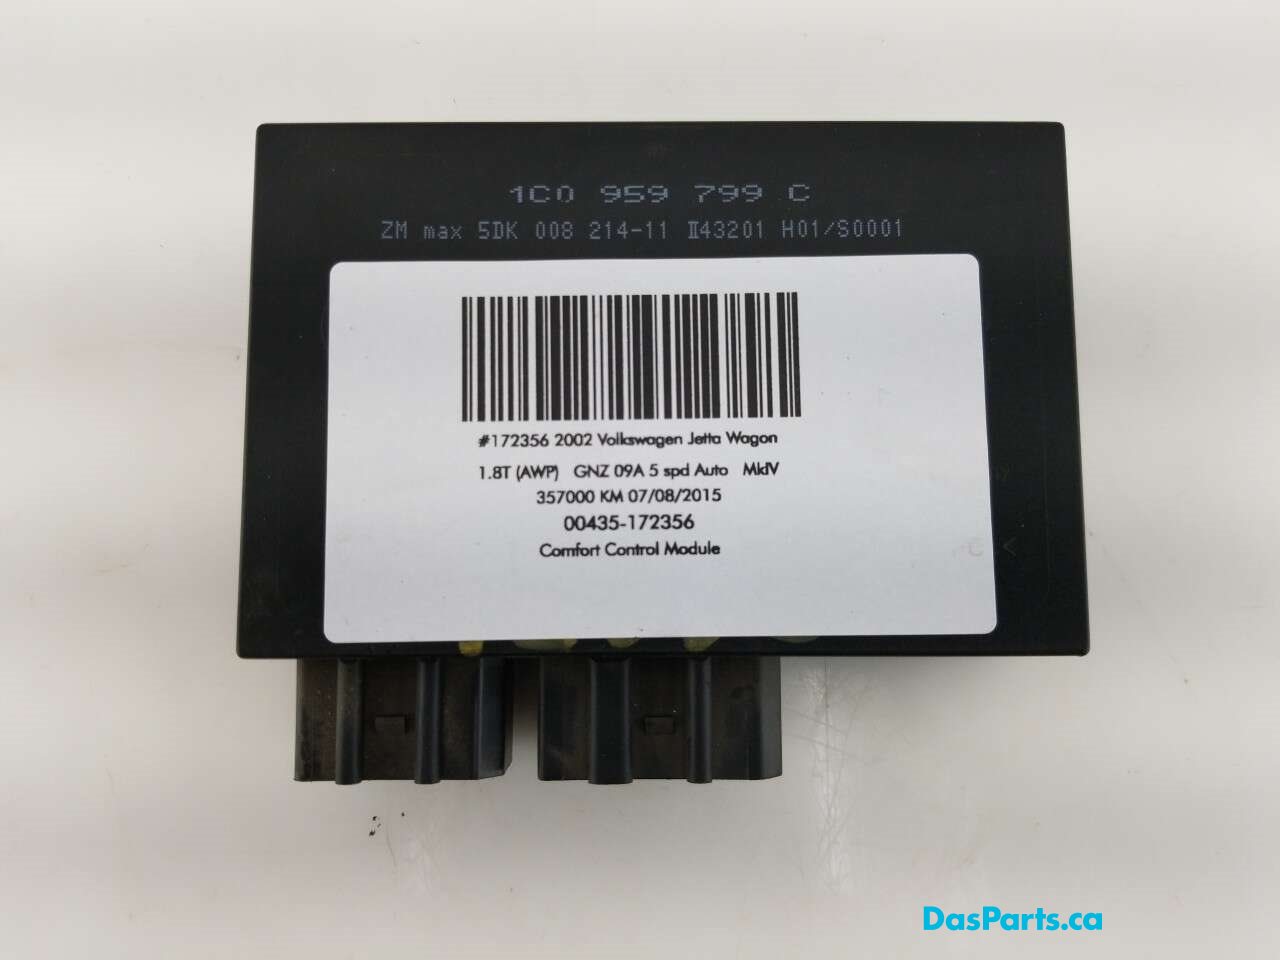 1C0 959 799 C
ZM max 5DK 008 214-11 II43201 H01/S0001
#172356 2002 Volkswagen Jetta Wagon
1.8T (AWP) GNZ 09A 5 spd Auto MkIV
357000 KM 07/08/2015
00435-172356
Comfort Control Module
DasParts.ca